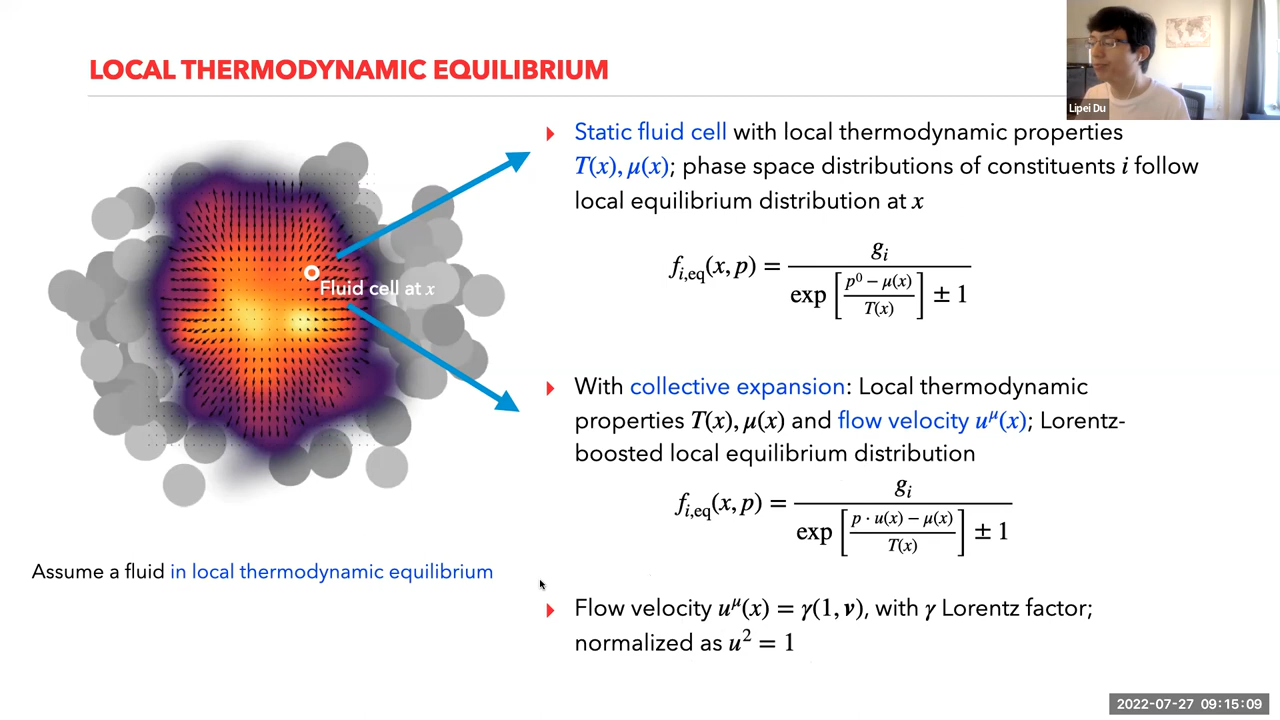 LOCAL THERMODYNAMIC EQUILIBRIUM
Lipei Du
Static fluid cell with local thermodynamic properties
T(x), μ(x); phase space distributions of constituents i follow
local equilibrium distribution at x
f_{i,eq}(x, p) = g_i / (exp[(p^0 − μ(x)) / T(x)] ± 1)
Fluid cell at x
With collective expansion: Local thermodynamic
properties T(x), μ(x) and flow velocity u^μ(x); Lorentz-
boosted local equilibrium distribution
f_{i,eq}(x, p) = g_i / (exp[(p · u(x) − μ(x)) / T(x)] ± 1)
Assume a fluid in local thermodynamic equilibrium
Flow velocity u^μ(x) = γ(1, v), with γ Lorentz factor;
normalized as u^2 = 1
2022-07-27 09:15:09